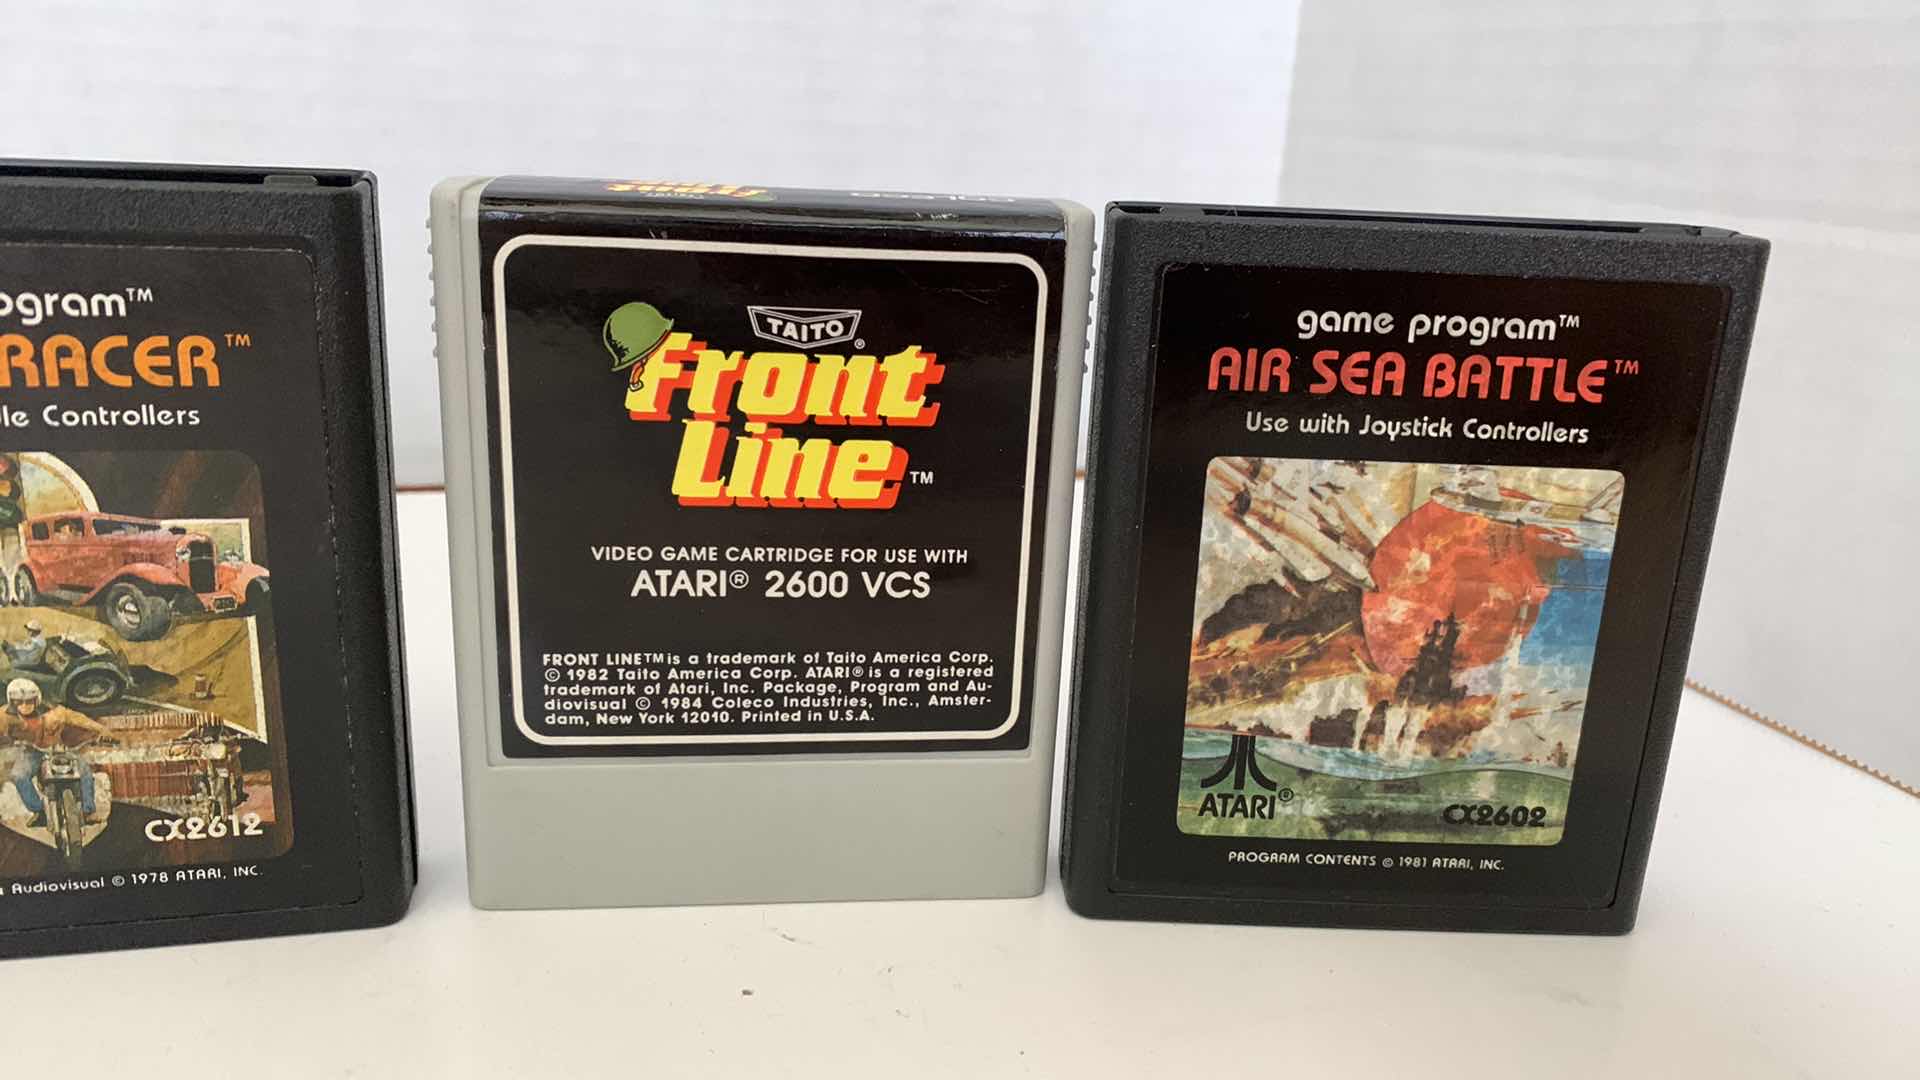 ogram™
RACER™
le Controllers
CX2612
Audiovisual © 1978 ATARI, INC.
Front
COLECO
TAITO®
Front
Line™
VIDEO GAME CARTRIDGE FOR USE WITH
ATARI® 2600 VCS
FRONT LINE™ is a trademark of Taito America Corp.
© 1982 Taito America Corp. ATARI® is a registered
trademark of Atari, Inc. Package, Program and Au-
diovisual © 1984 Coleco Industries, Inc., Amster-
dam, New York 12010. Printed in U.S.A.
game program™
AIR SEA BATTLE™
Use with Joystick Controllers
ATARI®
CX2602
PROGRAM CONTENTS © 1981 ATARI, INC.